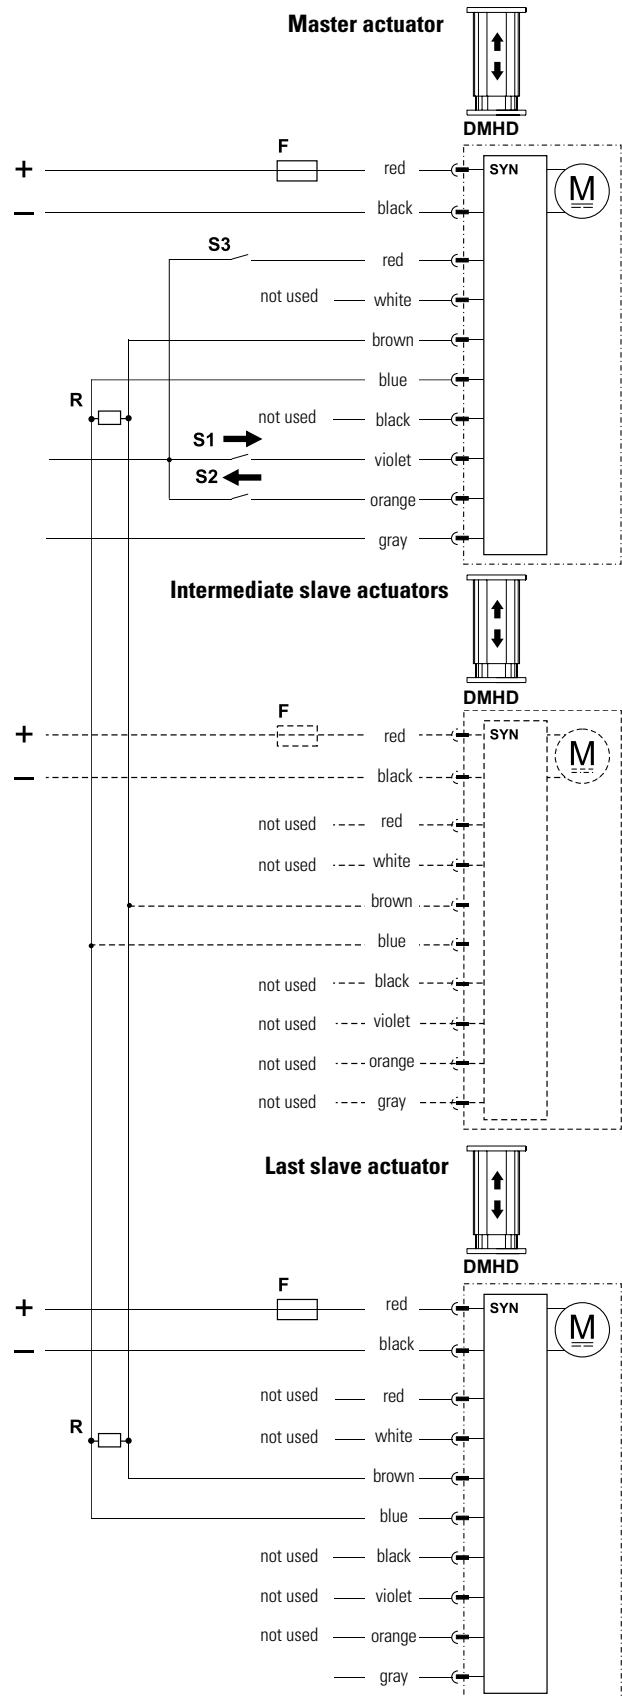 Master actuator
DMHD
F
+ red SYN M
− black
S3
red
not used white
brown
blue
R
not used black
S1
violet
S2
orange
gray
Intermediate slave actuators
DMHD
F
+ red SYN M
− black
not used red
not used white
brown
blue
not used black
not used violet
not used orange
not used gray
Last slave actuator
DMHD
F
+ red SYN M
− black
not used red
R
not used white
brown
blue
not used black
not used violet
not used orange
gray